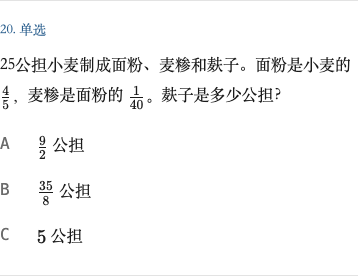 20. 单选
25公担小麦制成面粉、麦糁和麸子。面粉是小麦的
4/5，麦糁是面粉的 1/40。麸子是多少公担?
A 9/2 公担
B 35/8 公担
C 5 公担